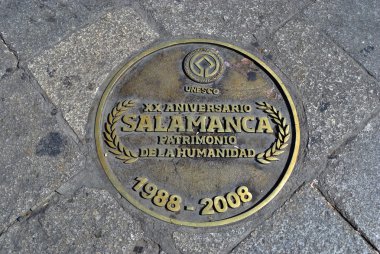 UNESCO
XX ANIVERSARIO
SALAMANCA
PATRIMONIO
DE LA HUMANIDAD
1988 - 2008